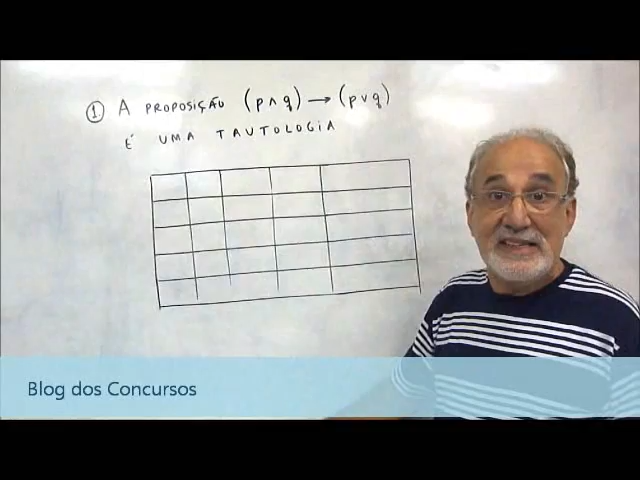 ① A PROPOSIÇÃO (p ∧ q) → (p ∨ q)
É UMA TAUTOLOGIA
Blog dos Concursos